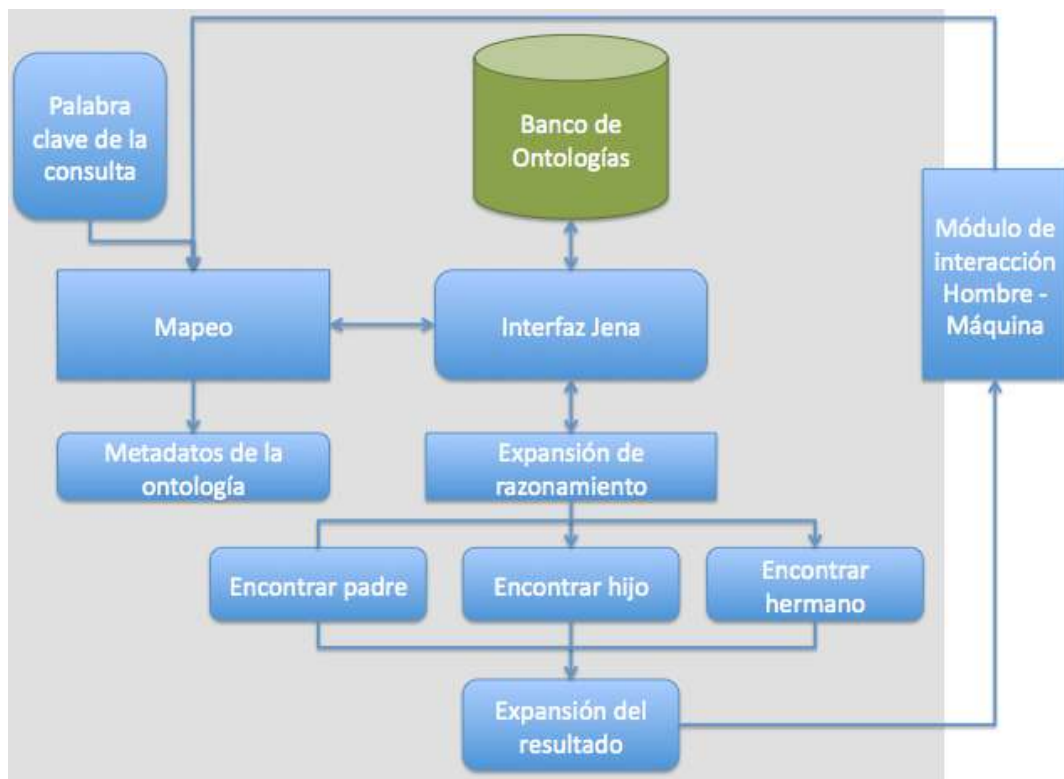 Palabra
clave de la
consulta
Banco de
Ontologías
Módulo de
interacción
Hombre -
Máquina
Mapeo
Interfaz Jena
Metadatos de la
ontología
Expansión de
razonamiento
Encontrar padre
Encontrar hijo
Encontrar
hermano
Expansión del
resultado